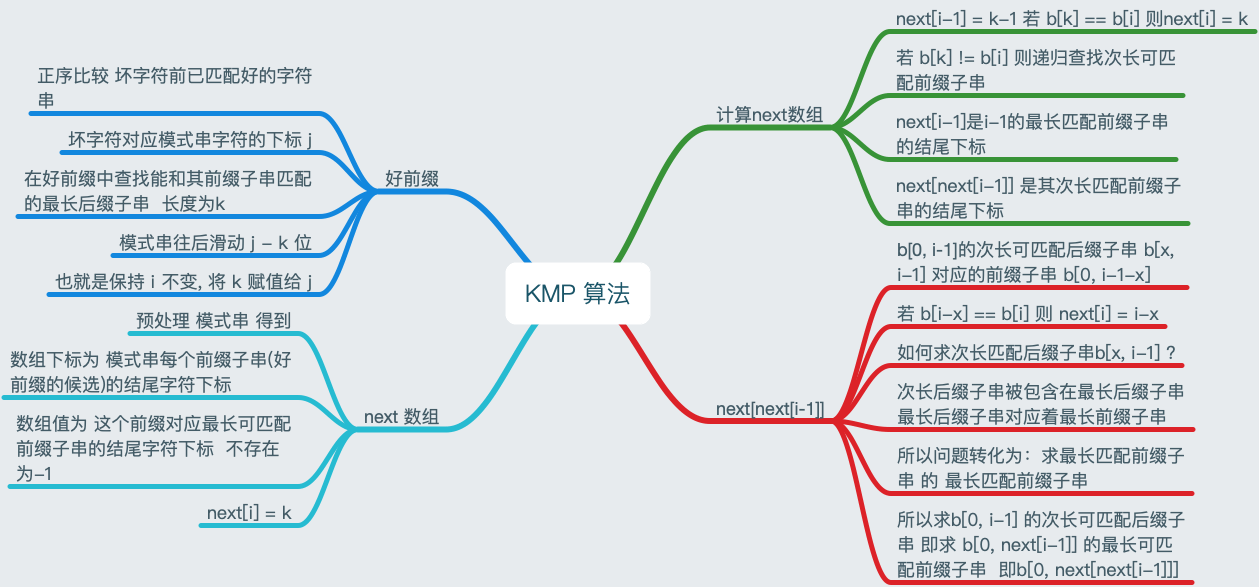 KMP 算法
好前缀
正序比较 坏字符前已匹配好的字符
串
坏字符对应模式串字符的下标 j
在好前缀中查找能和其前缀子串匹配
的最长后缀子串 长度为k
模式串往后滑动 j - k 位
也就是保持 i 不变, 将 k 赋值给 j
next 数组
预处理 模式串 得到
数组下标为 模式串每个前缀子串(好
前缀的候选)的结尾字符下标
数组值为 这个前缀对应最长可匹配
前缀子串的结尾字符下标 不存在
为-1
next[i] = k
计算next数组
next[i-1] = k-1 若 b[k] == b[i] 则next[i] = k
若 b[k] != b[i] 则递归查找次长可匹
配前缀子串
next[i-1]是i-1的最长匹配前缀子串
的结尾下标
next[next[i-1]] 是其次长匹配前缀子
串的结尾下标
next[next[i-1]]
b[0, i-1]的次长可匹配后缀子串 b[x,
i-1] 对应的前缀子串 b[0, i-1-x]
若 b[i-x] == b[i] 则 next[i] = i-x
如何求次长匹配后缀子串b[x, i-1] ?
次长后缀子串被包含在最长后缀子串
最长后缀子串对应着最长前缀子串
所以问题转化为：求最长匹配前缀子
串 的 最长匹配前缀子串
所以求b[0, i-1] 的次长可匹配后缀子
串 即求 b[0, next[i-1]] 的最长可匹
配前缀子串 即b[0, next[next[i-1]]]